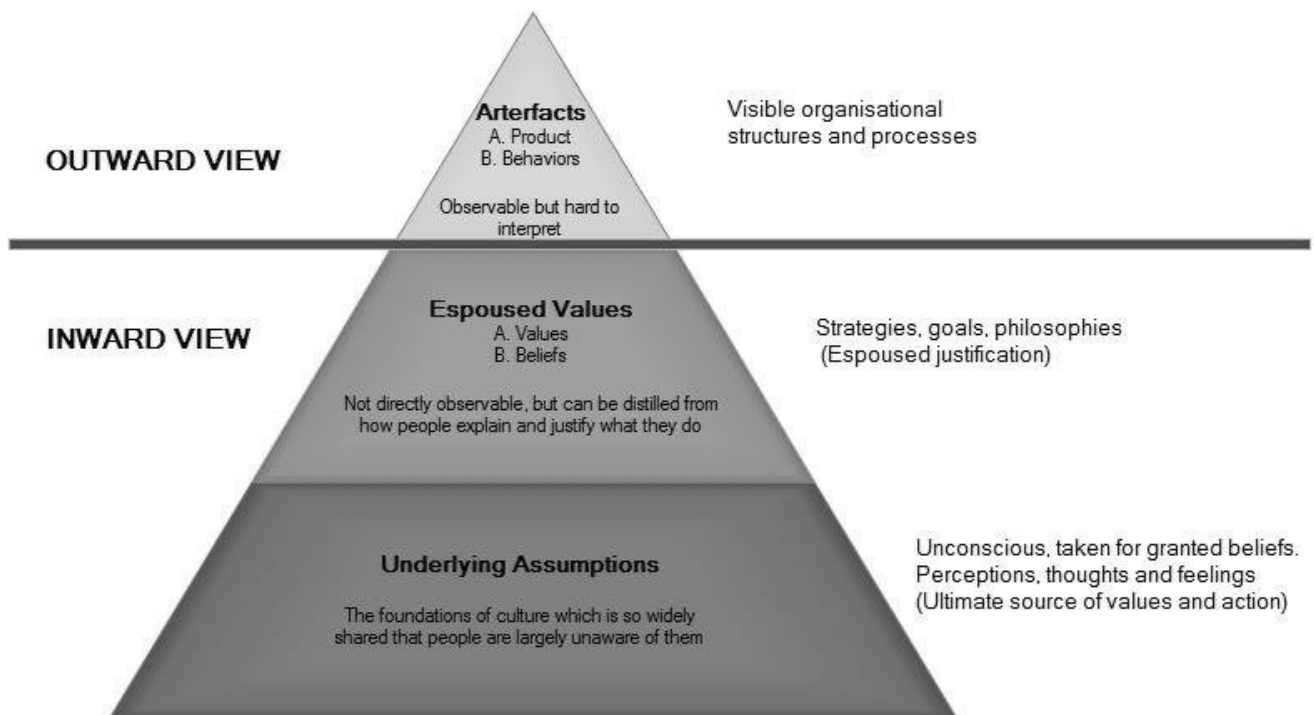 Arterfacts
A. Product
B. Behaviors
Observable but hard to
interpret
Visible organisational
structures and processes
OUTWARD VIEW
INWARD VIEW
Espoused Values
A. Values
B. Beliefs
Not directly observable, but can be distilled from
how people explain and justify what they do
Strategies, goals, philosophies
(Espoused justification)
Underlying Assumptions
The foundations of culture which is so widely
shared that people are largely unaware of them
Unconscious, taken for granted beliefs.
Perceptions, thoughts and feelings
(Ultimate source of values and action)